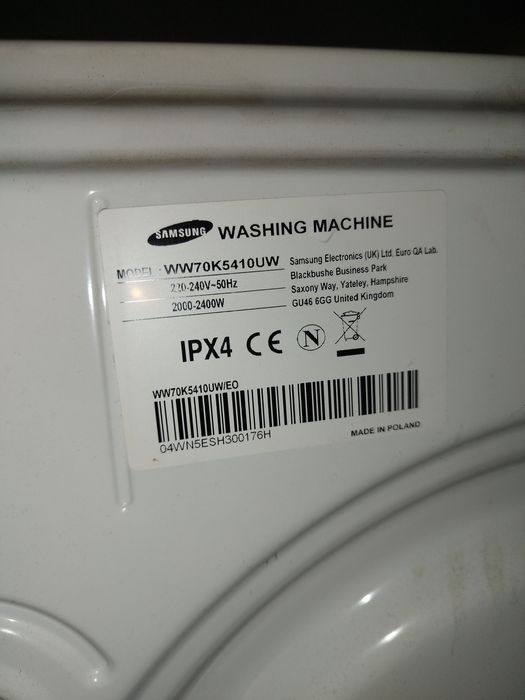 SAMSUNG WASHING MACHINE
MODEL : WW70K5410UW
220-240V~50Hz
2000-2400W
Samsung Electronics (UK) Ltd, Euro QA Lab.
Blackbushe Business Park
Saxony Way, Yateley, Hampshire
GU46 6GG United Kingdom
IPX4 CE N
WW70K5410UW/EO
04WN5ESH300176H
MADE IN POLAND